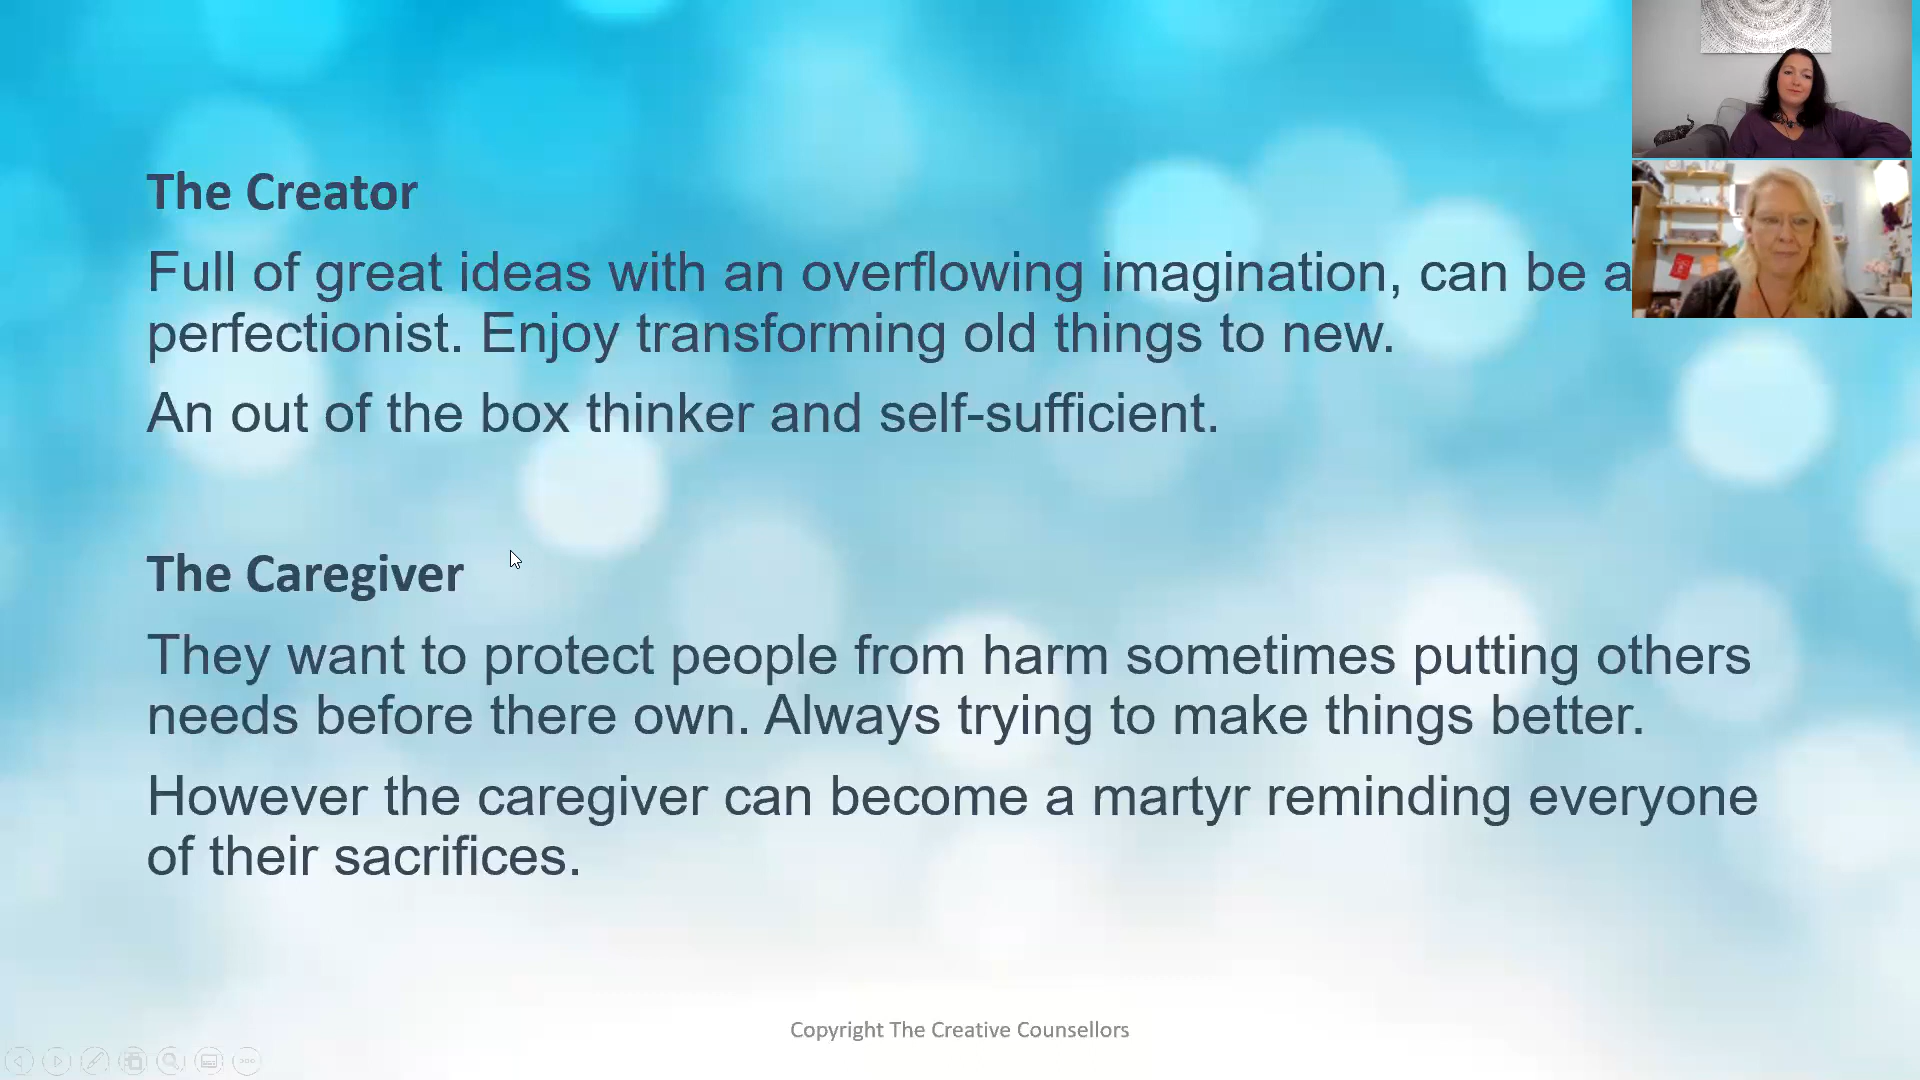 The Creator
Full of great ideas with an overflowing imagination, can be a
perfectionist. Enjoy transforming old things to new.
An out of the box thinker and self-sufficient.
The Caregiver
They want to protect people from harm sometimes putting others
needs before there own. Always trying to make things better.
However the caregiver can become a martyr reminding everyone
of their sacrifices.
Copyright The Creative Counsellors